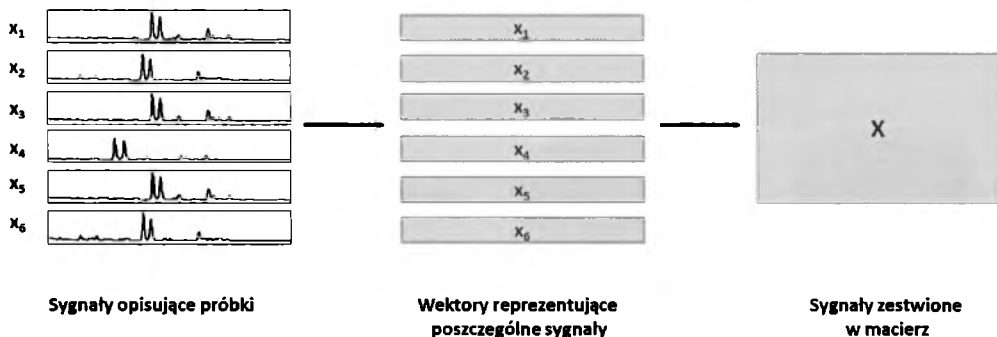 x1
x2
x3
x4
x5
x6
x1
x2
x3
x4
x5
x6
X
Sygnały opisujące próbki
Wektory reprezentujące
poszczególne sygnały
Sygnały zestwione
w macierz